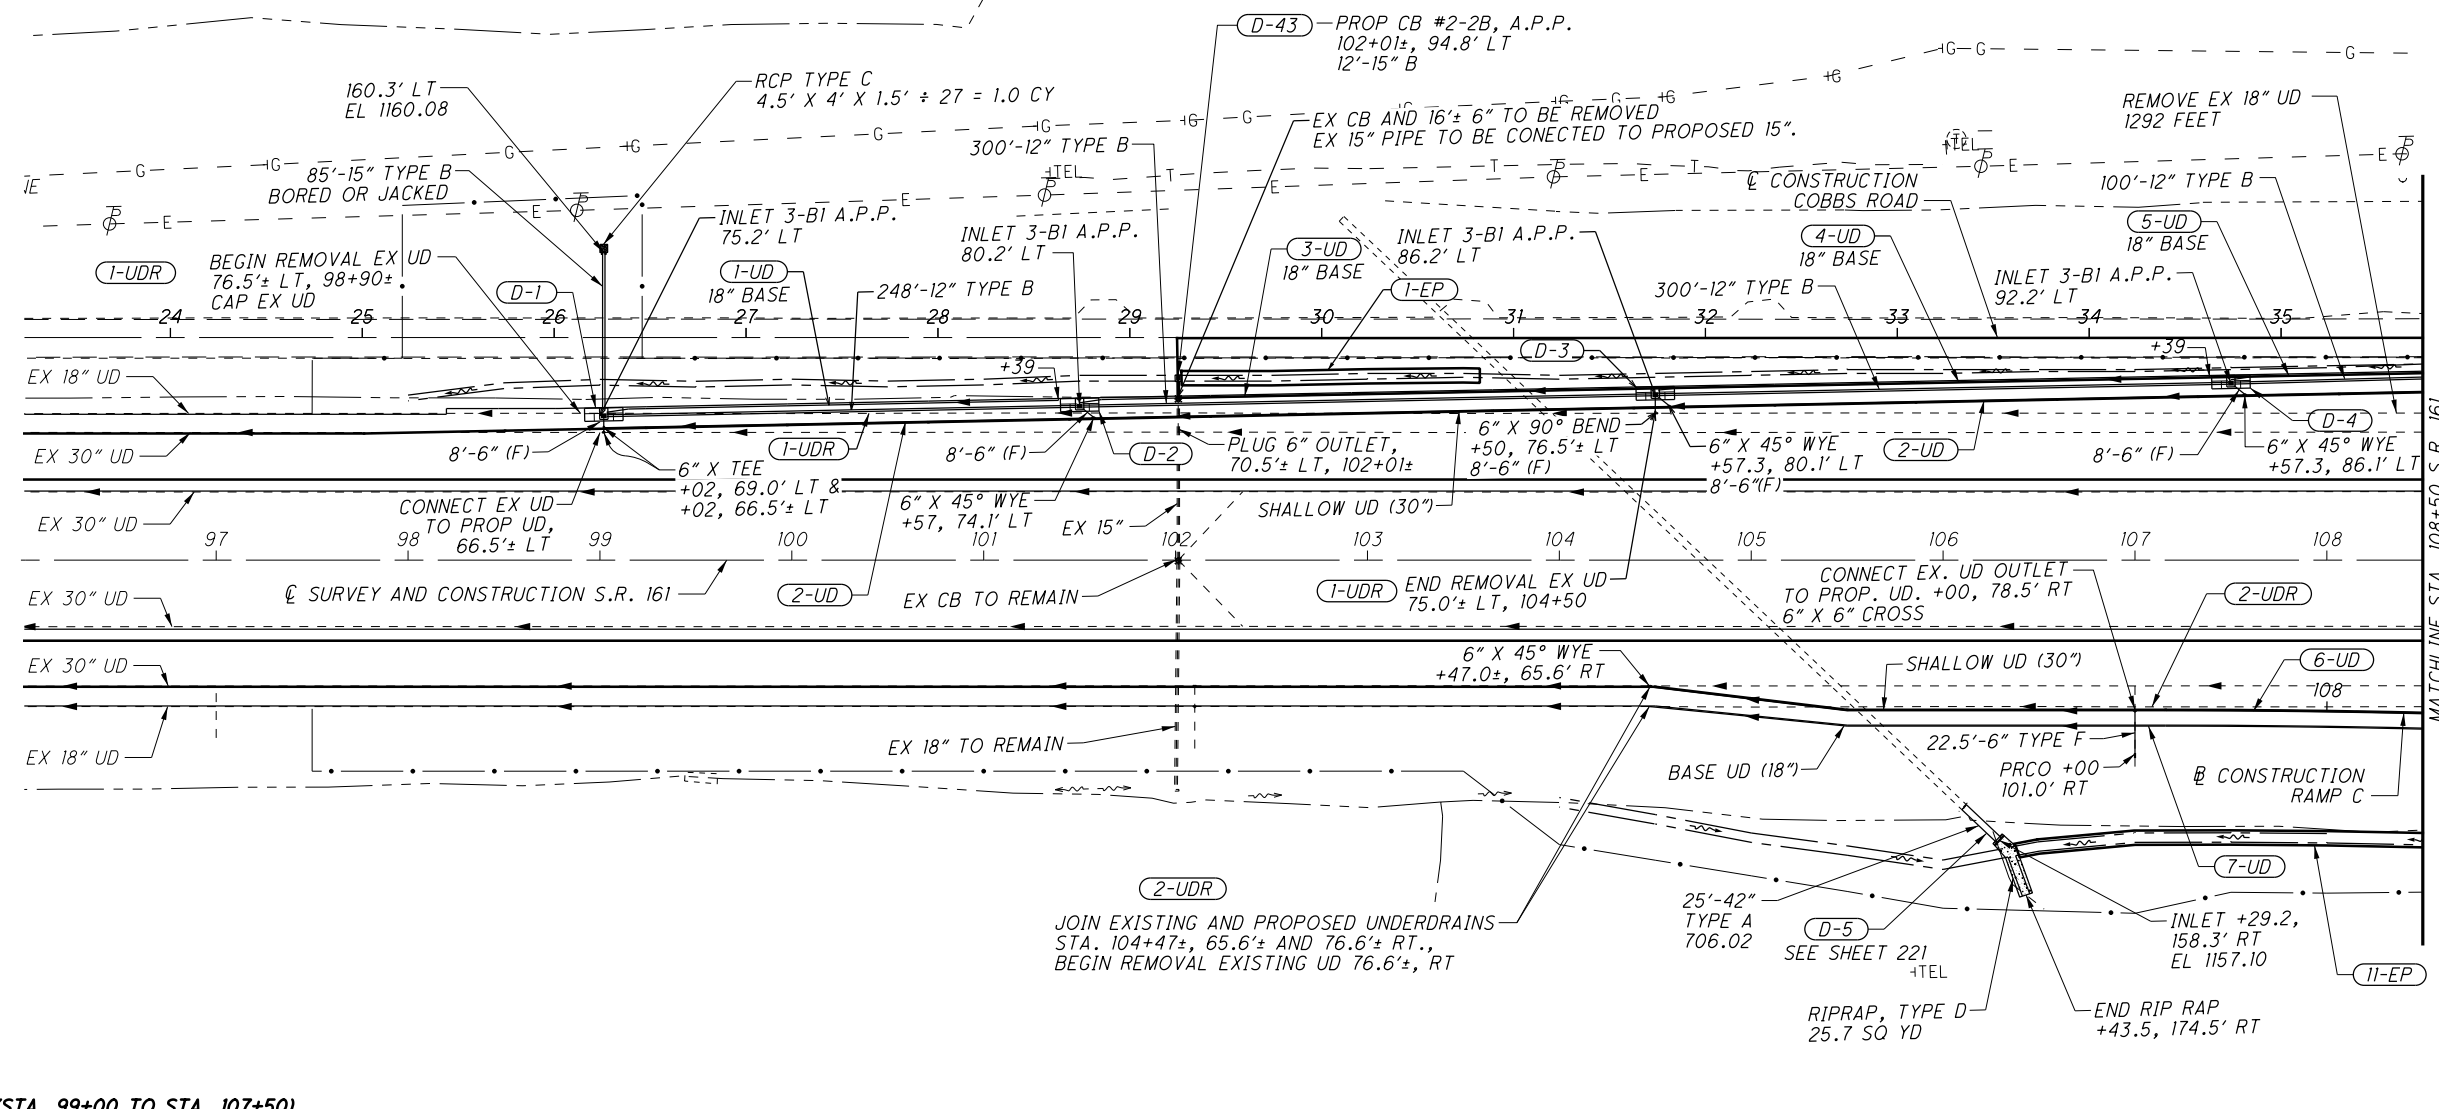 D-43
PROP CB #2-2B, A.P.P.
102+01±, 94.8' LT
12'-15" B
160.3' LT
EL 1160.08
RCP TYPE C
4.5' X 4' X 1.5' ÷ 27 = 1.0 CY
EX CB AND 16'± 6" TO BE REMOVED
EX 15" PIPE TO BE CONECTED TO PROPOSED 15".
REMOVE EX 18" UD
1292 FEET
300'-12" TYPE B
85'-15" TYPE B
BORED OR JACKED
G G G G G G G G G G G G G G G
TEL
TEL
T T
E E E E E E E
℄ CONSTRUCTION
COBBS ROAD
100'-12" TYPE B
INLET 3-B1 A.P.P.
75.2' LT
INLET 3-B1 A.P.P.
80.2' LT
INLET 3-B1 A.P.P.
86.2' LT
INLET 3-B1 A.P.P.
92.2' LT
1-UDR
BEGIN REMOVAL EX UD
76.5'± LT, 98+90±
CAP EX UD
D-1
1-UD
18" BASE
248'-12" TYPE B
3-UD
18" BASE
1-EP
4-UD
18" BASE
300'-12" TYPE B
5-UD
18" BASE
24 25 26 27 28 29 30 31 32 33 34 35
+39
D-3
+39
EX 18" UD
EX 30" UD
8'-6" (F)
1-UDR
8'-6" (F)
D-2
PLUG 6" OUTLET,
70.5'± LT, 102+01±
6" X 90° BEND
+50, 76.5'± LT
8'-6" (F)
6" X 45° WYE
+57.3, 80.1' LT
8'-6"(F)
2-UD
8'-6" (F)
D-4
6" X 45° WYE
+57.3, 86.1' LT
6" X TEE
+02, 69.0' LT &
+02, 66.5'± LT
CONNECT EX UD
TO PROP UD,
66.5'± LT
6" X 45° WYE
+57, 74.1' LT
EX 15"
SHALLOW UD (30")
EX 30" UD
97 98 99 100 101 102 103 104 105 106 107 108
MATCHLINE STA. 108+50 S.R. 161
℄ SURVEY AND CONSTRUCTION S.R. 161
2-UD
EX CB TO REMAIN
1-UDR
END REMOVAL EX UD
75.0'± LT, 104+50
CONNECT EX. UD OUTLET
TO PROP. UD. +00, 78.5' RT
6" X 6" CROSS
2-UDR
EX 30" UD
EX 30" UD
6" X 45° WYE
+47.0±, 65.6' RT
SHALLOW UD (30")
6-UD
108
EX 18" UD
EX 18" TO REMAIN
BASE UD (18")
22.5'-6" TYPE F
PRCO +00
101.0' RT
CONSTRUCTION
RAMP C
2-UDR
JOIN EXISTING AND PROPOSED UNDERDRAINS
STA. 104+47±, 65.6'± AND 76.6'± RT.,
BEGIN REMOVAL EXISTING UD 76.6'±, RT
25'-42"
TYPE A
706.02
D-5
SEE SHEET 221
TEL
7-UD
INLET +29.2,
158.3' RT
EL 1157.10
11-EP
RIPRAP, TYPE D
25.7 SQ YD
END RIP RAP
+43.5, 174.5' RT
STA. 99+00 TO STA. 107+50)